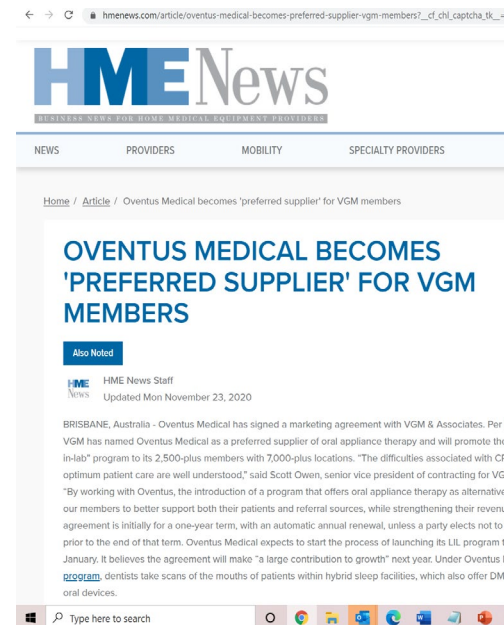 hmenews.com/article/oventus-medical-becomes-preferred-supplier-vgm-members?__cf_chl_captcha_tk__=
HME News
BUSINESS NEWS FOR HOME MEDICAL EQUIPMENT PROVIDERS
NEWS PROVIDERS MOBILITY SPECIALTY PROVIDERS
Home / Article / Oventus Medical becomes 'preferred supplier' for VGM members
OVENTUS MEDICAL BECOMES
'PREFERRED SUPPLIER' FOR VGM
MEMBERS
Also Noted
HME News
HME News Staff
Updated Mon November 23, 2020
BRISBANE, Australia - Oventus Medical has signed a marketing agreement with VGM & Associates. Per
VGM has named Oventus Medical as a preferred supplier of oral appliance therapy and will promote
in-lab" program to its 2,500-plus members with 7,000-plus locations. "The difficulties associated with
optimum patient care are well understood," said Scott Owen, senior vice president of contracting for
"By working with Oventus, the introduction of a program that offers oral appliance therapy as alternative
our members to better support both their patients and referral sources, while strengthening their
agreement is initially for a one-year term, with an automatic annual renewal, unless a party elects not to
prior to the end of that term. Oventus Medical expects to start the process of launching its LIL program
January. It believes the agreement will make "a large contribution to growth" next year. Under Oventus
program, dentists take scans of the mouths of patients within hybrid sleep facilities, which also offer
oral devices.
Type here to search